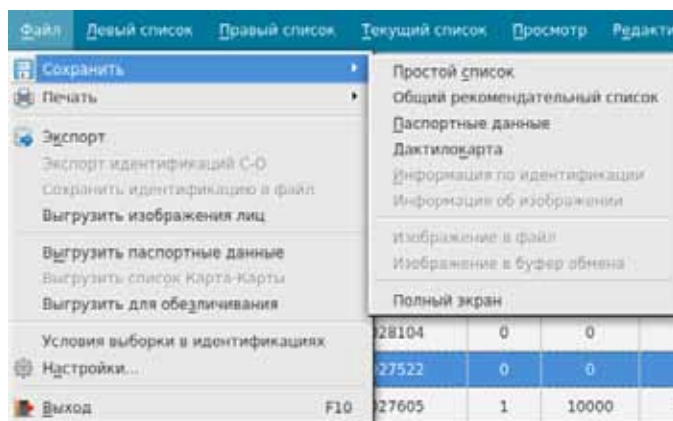 Файл Левый список Правый список Текущий список Просмотр Редакти
Сохранить
Печать
Экспорт
Экспорт идентификаций С-О
Сохранить идентификацию в файл
Выгрузить изображения лиц
Выгрузить паспортные данные
Выгрузить список Карта-Карты
Выгрузить для обезличивания
Условия выборки в идентификациях
Настройки...
Выход F10
Простой список
Общий рекомендательный список
Паспортные данные
Дактилокарта
Информация по идентификации
Информация об изображении
Изображение в файл
Изображение в буфер обмена
Полный экран
028104 0 0
027522 0 0
027605 1 10000